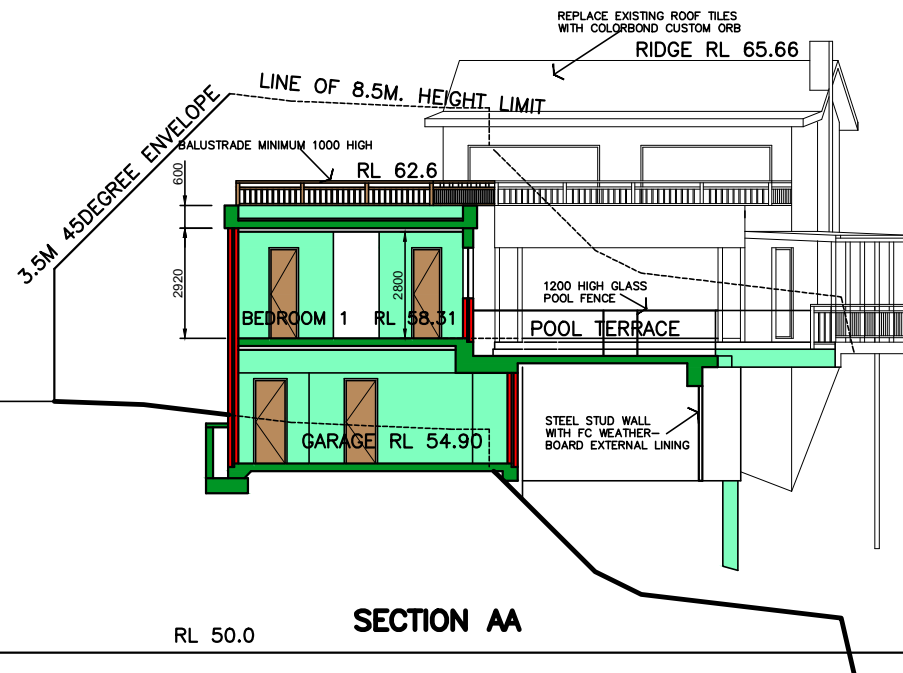 REPLACE EXISTING ROOF TILES
WITH COLORBOND CUSTOM ORB
RIDGE RL 65.66
LINE OF 8.5M. HEIGHT LIMIT
3.5M 45DEGREE ENVELOPE
BALUSTRADE MINIMUM 1000 HIGH
RL 62.6
600
2920
2800
1200 HIGH GLASS
POOL FENCE
BEDROOM 1 RL 58.31
POOL TERRACE
STEEL STUD WALL
WITH FC WEATHER-
BOARD EXTERNAL LINING
GARAGE RL 54.90
SECTION AA
RL 50.0